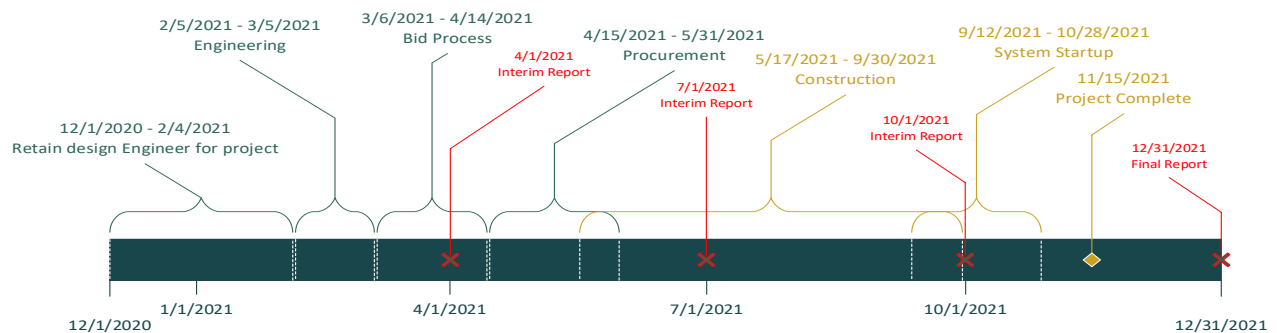 2/5/2021 - 3/5/2021
Engineering
3/6/2021 - 4/14/2021
Bid Process
4/1/2021
Interim Report
4/15/2021 - 5/31/2021
Procurement
7/1/2021
Interim Report
5/17/2021 - 9/30/2021
Construction
9/12/2021 - 10/28/2021
System Startup
11/15/2021
Project Complete
12/1/2020 - 2/4/2021
Retain design Engineer for project
10/1/2021
Interim Report
12/31/2021
Final Report
1/1/2021
4/1/2021
7/1/2021
10/1/2021
12/1/2020
12/31/2021